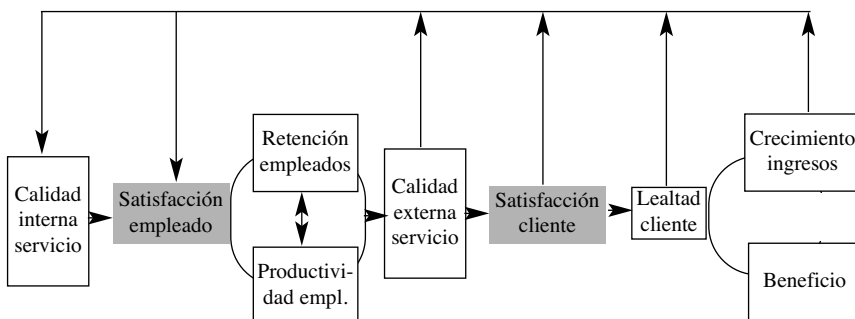 Calidad
interna
servicio
Satisfacción
empleado
Retención
empleados
Productivi-
dad empl.
Calidad
externa
servicio
Satisfacción
cliente
Lealtad
cliente
Crecimiento
ingresos
Beneficio